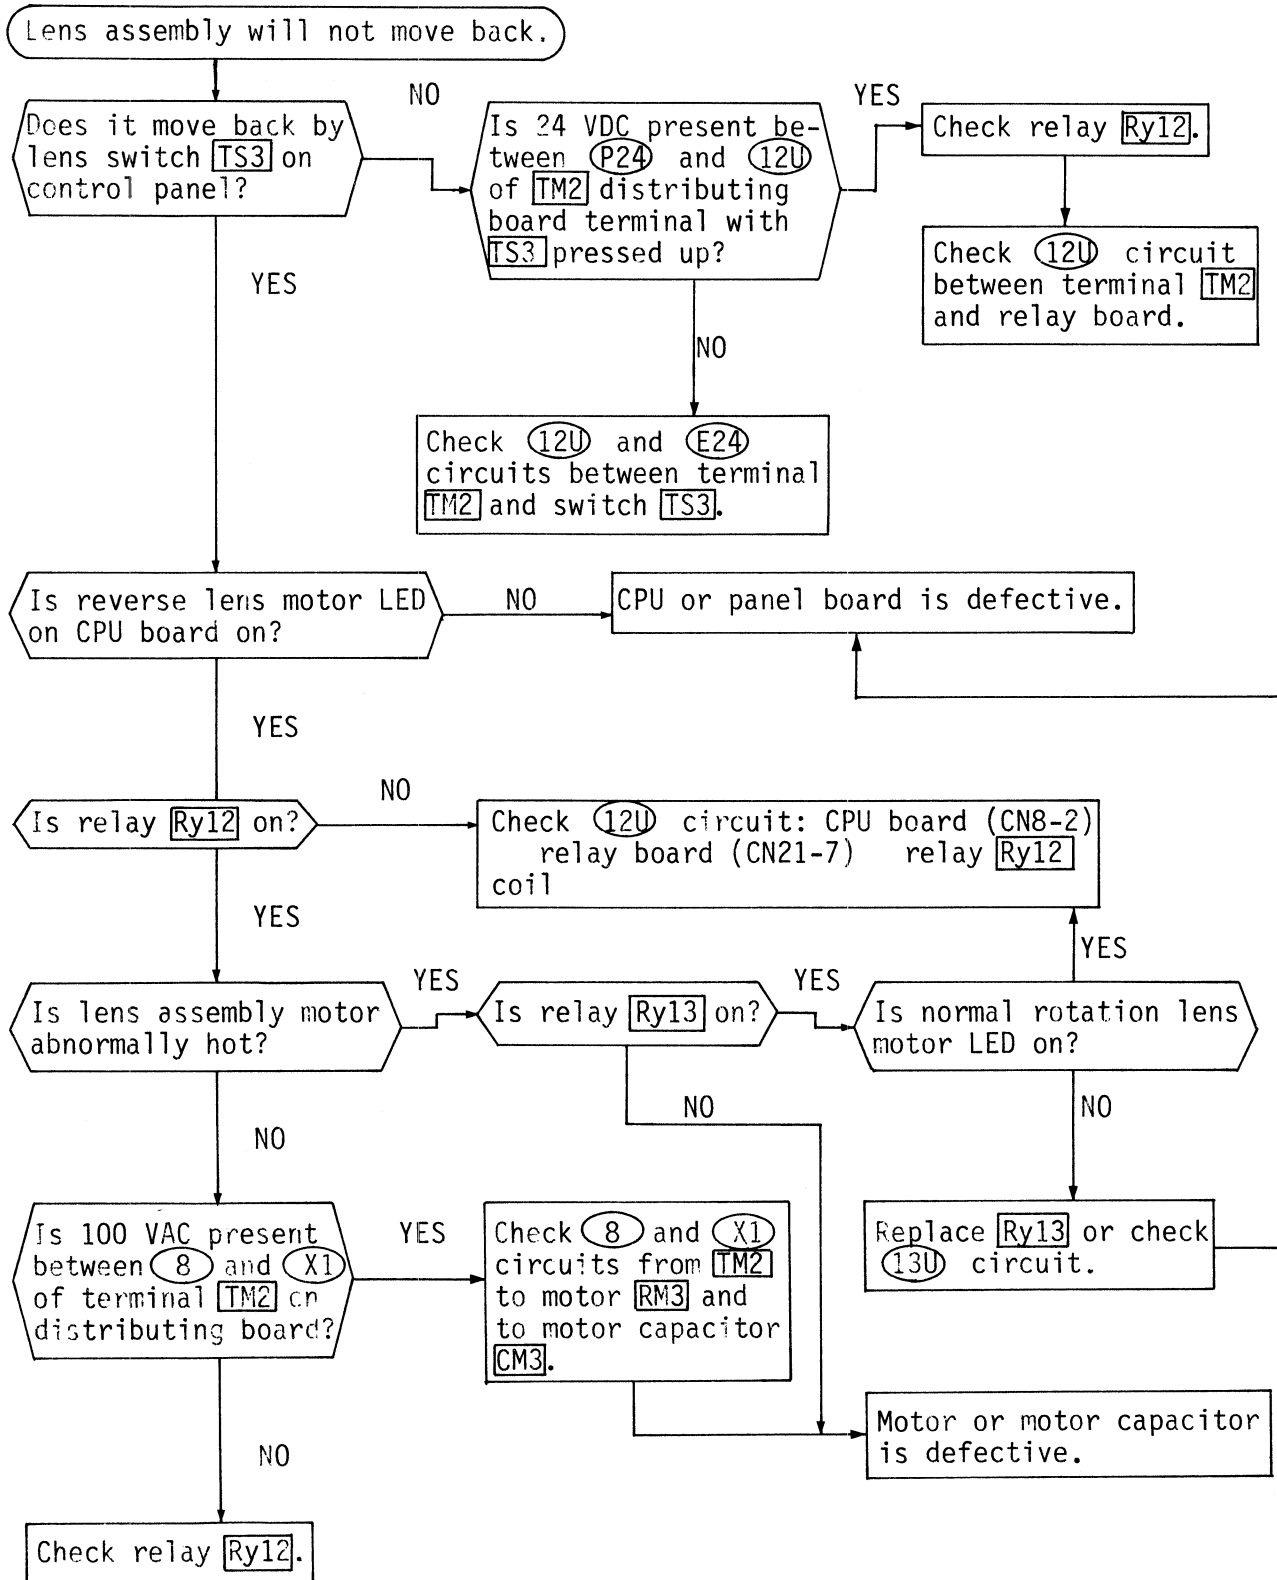 Lens assembly will not move back.
NO
YES
Does it move back by
lens switch TS3 on
control panel?
Is 24 VDC present be-
tween P24 and 12U
of TM2 distributing
board terminal with
TS3 pressed up?
Check relay Ry12.
Check 12U circuit
between terminal TM2
and relay board.
YES
NO
Check 12U and E24
circuits between terminal
TM2 and switch TS3.
Is reverse lens motor LED
on CPU board on?
NO
CPU or panel board is defective.
YES
NO
Is relay Ry12 on?
Check 12U circuit: CPU board (CN8-2)
relay board (CN21-7) relay Ry12
coil
YES
YES
YES
YES
Is lens assembly motor
abnormally hot?
Is relay Ry13 on?
Is normal rotation lens
motor LED on?
NO
NO
NO
Is 100 VAC present
between 8 and X1
of terminal TM2 on
distributing board?
YES
Check 8 and X1
circuits from TM2
to motor RM3 and
to motor capacitor
CM3.
Replace Ry13 or check
13U circuit.
Motor or motor capacitor
is defective.
NO
Check relay Ry12.